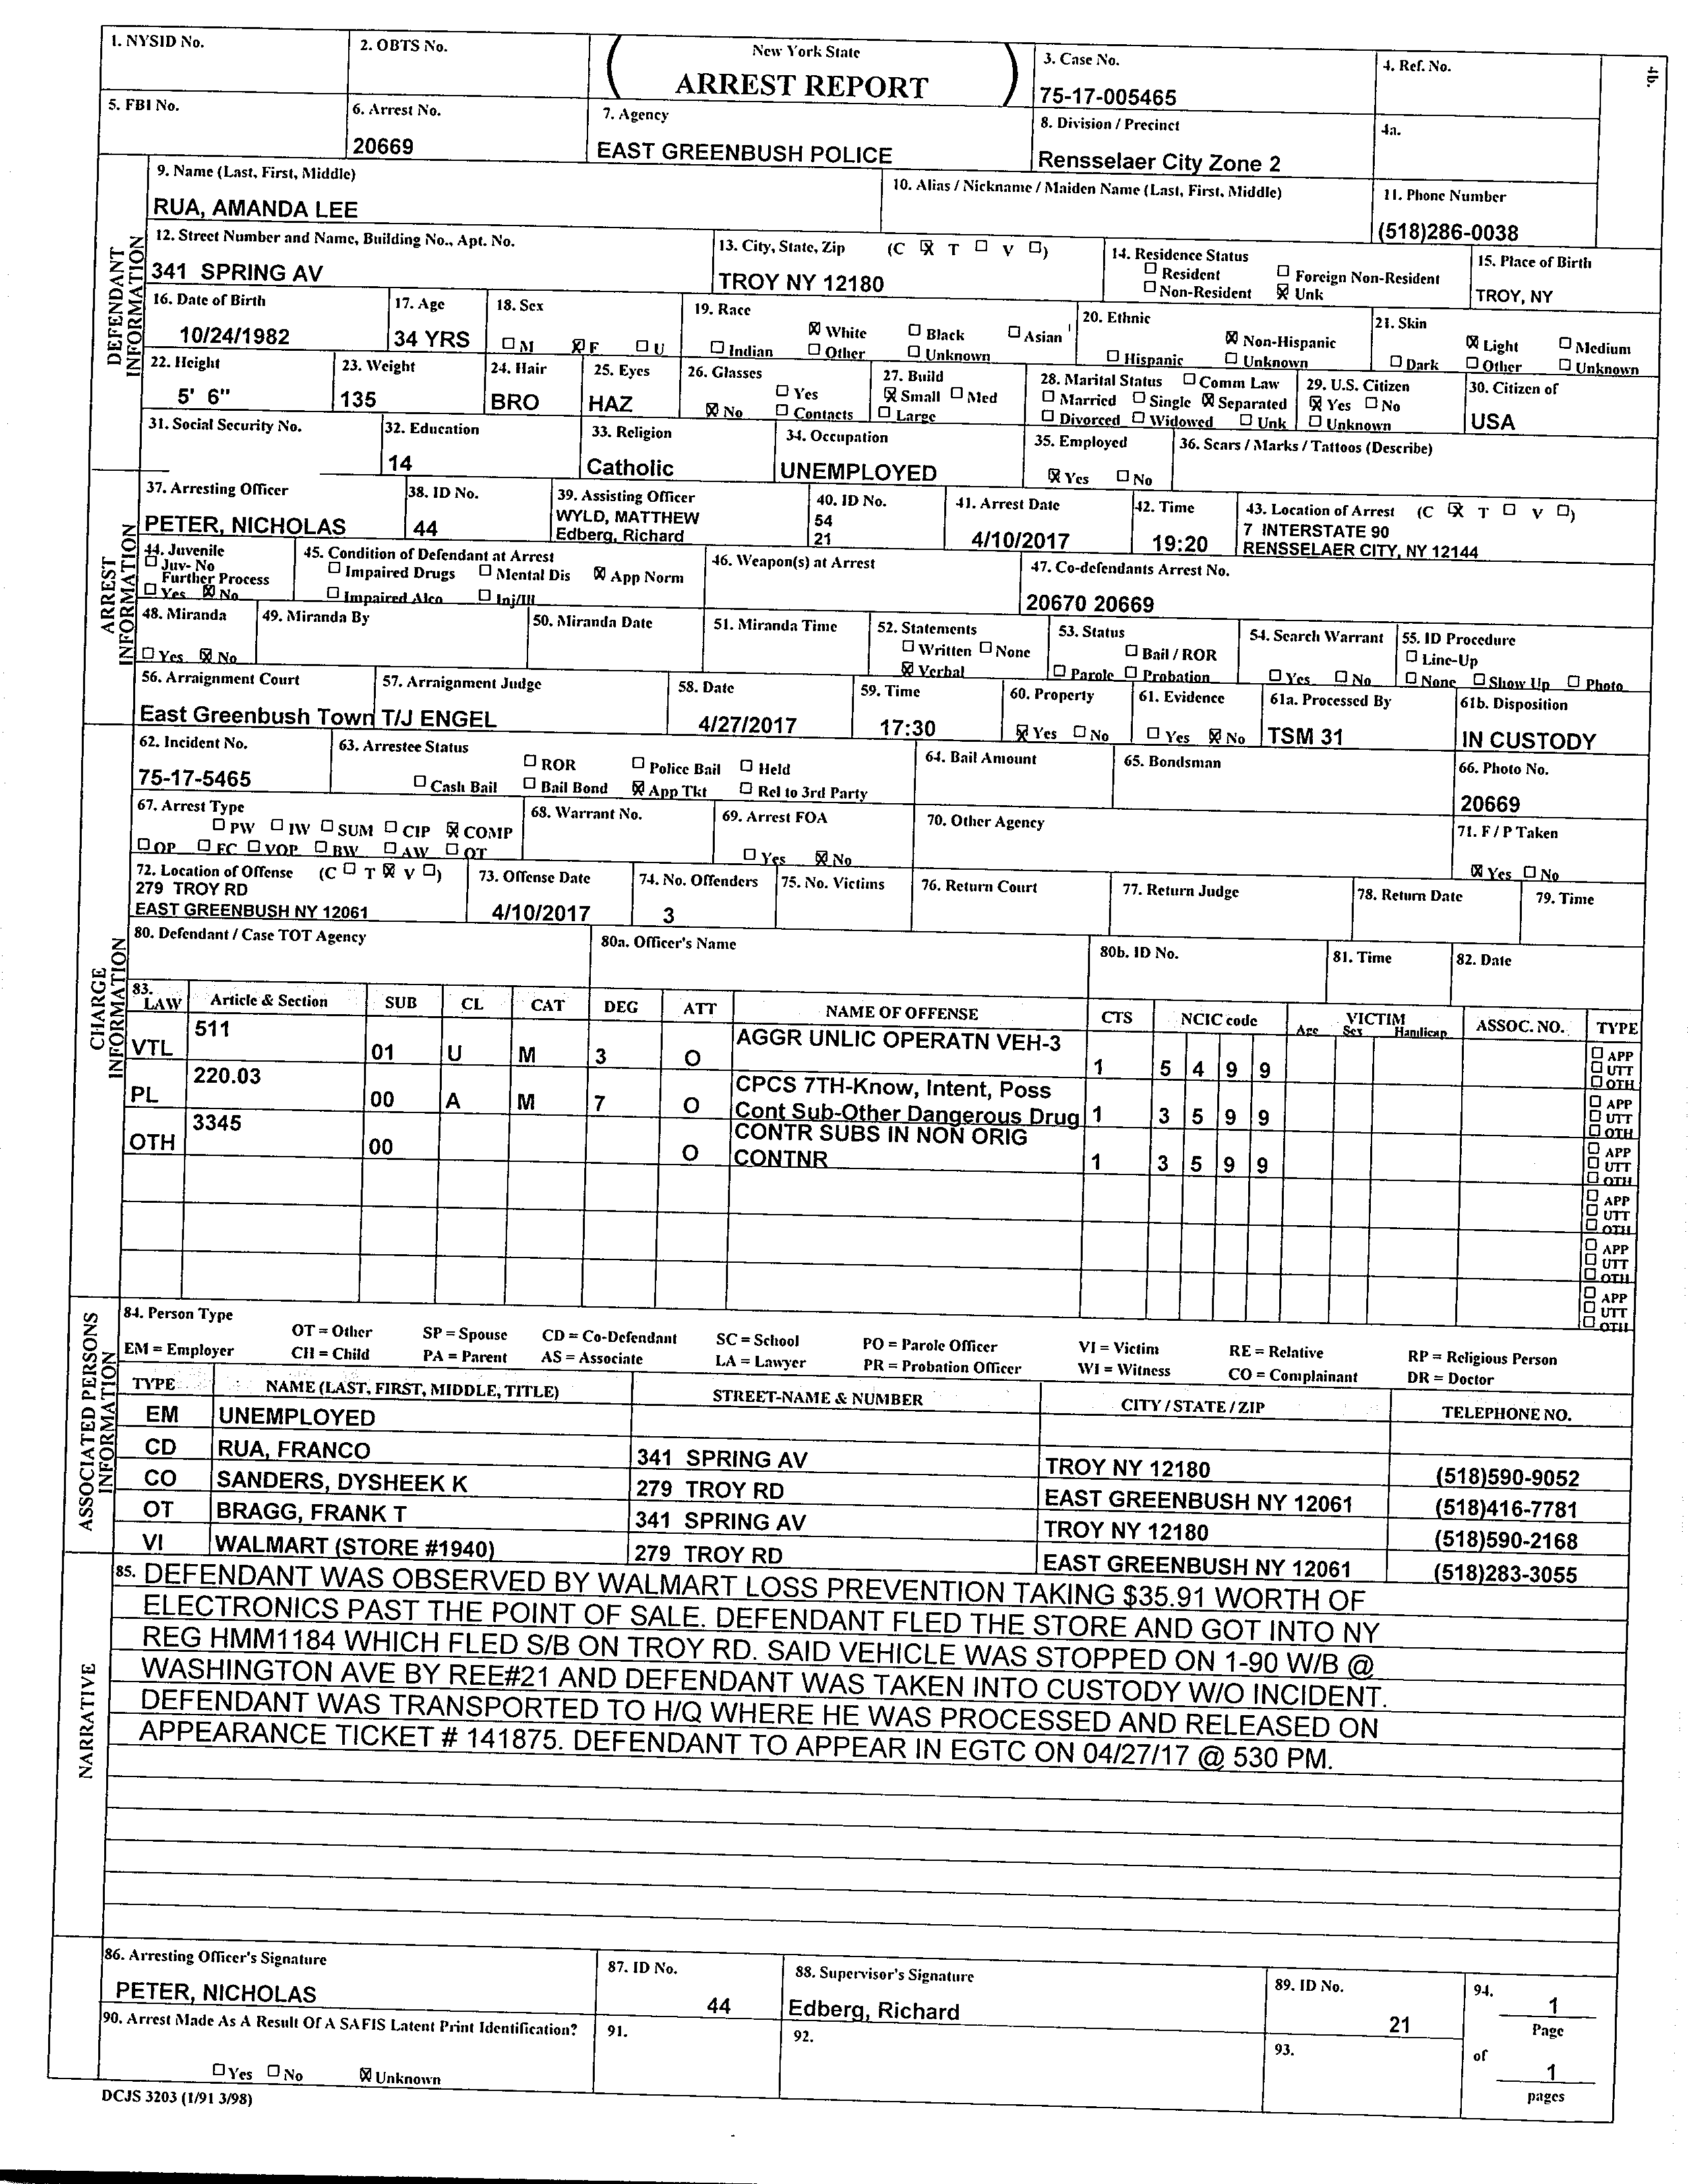 1. NYSID No.
2. OBTS No.
New York State
ARREST REPORT
3. Case No.
75-17-005465
4. Ref. No.
4b.
5. FBI No.
6. Arrest No.
20669
7. Agency
EAST GREENBUSH POLICE
8. Division / Precinct
Rensselaer City Zone 2
4a.
DEFENDANT INFORMATION
9. Name (Last, First, Middle)
RUA, AMANDA LEE
10. Alias / Nickname / Maiden Name (Last, First, Middle)
11. Phone Number
(518)286-0038
12. Street Number and Name, Building No., Apt. No.
341 SPRING AV
13. City, State, Zip (C ☒ T ☐ V ☐)
TROY NY 12180
14. Residence Status
☐ Resident ☐ Foreign Non-Resident
☐ Non-Resident ☒ Unk
15. Place of Birth
TROY, NY
16. Date of Birth
10/24/1982
17. Age
34 YRS
18. Sex
☐ M ☒ F ☐ U
19. Race
☒ White ☐ Black ☐ Asian
☐ Indian ☐ Other ☐ Unknown
20. Ethnic
☒ Non-Hispanic
☐ Hispanic ☐ Unknown
21. Skin
☒ Light ☐ Medium
☐ Dark ☐ Other ☐ Unknown
22. Height
5' 6"
23. Weight
135
24. Hair
BRO
25. Eyes
HAZ
26. Glasses
☐ Yes
☒ No ☐ Contacts
27. Build
☒ Small ☐ Med
☐ Large
28. Marital Status ☐ Comm Law
☐ Married ☐ Single ☒ Separated
☐ Divorced ☐ Widowed ☐ Unk
29. U.S. Citizen
☒ Yes ☐ No
☐ Unknown
30. Citizen of
USA
31. Social Security No.
32. Education
14
33. Religion
Catholic
34. Occupation
UNEMPLOYED
35. Employed
☒ Yes ☐ No
36. Scars / Marks / Tattoos (Describe)
ARREST INFORMATION
37. Arresting Officer
PETER, NICHOLAS
38. ID No.
44
39. Assisting Officer
WYLD, MATTHEW
Edberg, Richard
40. ID No.
54
21
41. Arrest Date
4/10/2017
42. Time
19:20
43. Location of Arrest (C ☒ T ☐ V ☐)
7 INTERSTATE 90
RENSSELAER CITY, NY 12144
44. Juvenile
☐ Juv- No
Further Process
☐ Yes ☒ No
45. Condition of Defendant at Arrest
☐ Impaired Drugs ☐ Mental Dis ☒ App Norm
☐ Impaired Alco ☐ Inj/Ill
46. Weapon(s) at Arrest
47. Co-defendants Arrest No.
20670 20669
48. Miranda
☐ Yes ☒ No
49. Miranda By
50. Miranda Date
51. Miranda Time
52. Statements
☐ Written ☐ None
☒ Verbal
53. Status
☐ Bail / ROR
☐ Parole ☐ Probation
54. Search Warrant
☐ Yes ☐ No
55. ID Procedure
☐ Line-Up
☐ None ☐ Show Up ☐ Photo
56. Arraignment Court
East Greenbush Town
57. Arraignment Judge
T/J ENGEL
58. Date
4/27/2017
59. Time
17:30
60. Property
☒ Yes ☐ No
61. Evidence
☐ Yes ☒ No
61a. Processed By
TSM 31
61b. Disposition
IN CUSTODY
CHARGE INFORMATION
62. Incident No.
75-17-5465
63. Arrestee Status
☐ ROR ☐ Police Bail ☐ Held
☐ Cash Bail ☐ Bail Bond ☒ App Tkt ☐ Rel to 3rd Party
64. Bail Amount
65. Bondsman
66. Photo No.
20669
67. Arrest Type
☐ PW ☐ IW ☐ SUM ☐ CIP ☒ COMP
☐ OP ☐ EC ☐ VOP ☐ BW ☐ AW ☐ OT
68. Warrant No.
69. Arrest FOA
☐ Yes ☒ No
70. Other Agency
71. F / P Taken
☒ Yes ☐ No
72. Location of Offense (C ☐ T ☒ V ☐)
279 TROY RD
EAST GREENBUSH NY 12061
73. Offense Date
4/10/2017
74. No. Offenders
3
75. No. Victims
76. Return Court
77. Return Judge
78. Return Date
79. Time
80. Defendant / Case TOT Agency
80a. Officer's Name
80b. ID No.
81. Time
82. Date
83. LAW Article & Section SUB CL CAT DEG ATT NAME OF OFFENSE CTS NCIC code VICTIM Age Sex Handicap ASSOC. NO. TYPE
VTL 511 01 U M 3 O AGGR UNLIC OPERATN VEH-3 1 5 4 9 9 ☐ APP ☐ UTT ☐ OTH
PL 220.03 00 A M 7 O CPCS 7TH-Know, Intent, Poss
Cont Sub-Other Dangerous Drug 1 3 5 9 9 ☐ APP ☐ UTT ☐ OTH
OTH 3345 00 O CONTR SUBS IN NON ORIG
CONTNR 1 3 5 9 9 ☐ APP ☐ UTT ☐ OTH
☐ APP ☐ UTT ☐ OTH
☐ APP ☐ UTT ☐ OTH
☐ APP ☐ UTT ☐ OTH
ASSOCIATED PERSONS INFORMATION
84. Person Type
OT = Other SP = Spouse CD = Co-Defendant SC = School PO = Parole Officer VI = Victim RE = Relative RP = Religious Person
EM = Employer CH = Child PA = Parent AS = Associate LA = Lawyer PR = Probation Officer WI = Witness CO = Complainant DR = Doctor
TYPE NAME (LAST, FIRST, MIDDLE, TITLE) STREET-NAME & NUMBER CITY / STATE / ZIP TELEPHONE NO.
EM UNEMPLOYED
CD RUA, FRANCO 341 SPRING AV TROY NY 12180 (518)590-9052
CO SANDERS, DYSHEEK K 279 TROY RD EAST GREENBUSH NY 12061 (518)416-7781
OT BRAGG, FRANK T 341 SPRING AV TROY NY 12180 (518)590-2168
VI WALMART (STORE #1940) 279 TROY RD EAST GREENBUSH NY 12061 (518)283-3055
NARRATIVE
85. DEFENDANT WAS OBSERVED BY WALMART LOSS PREVENTION TAKING $35.91 WORTH OF
ELECTRONICS PAST THE POINT OF SALE. DEFENDANT FLED THE STORE AND GOT INTO NY
REG HMM1184 WHICH FLED S/B ON TROY RD. SAID VEHICLE WAS STOPPED ON 1-90 W/B @
WASHINGTON AVE BY REE#21 AND DEFENDANT WAS TAKEN INTO CUSTODY W/O INCIDENT.
DEFENDANT WAS TRANSPORTED TO H/Q WHERE HE WAS PROCESSED AND RELEASED ON
APPEARANCE TICKET # 141875. DEFENDANT TO APPEAR IN EGTC ON 04/27/17 @ 530 PM.
86. Arresting Officer's Signature
PETER, NICHOLAS
87. ID No.
44
88. Supervisor's Signature
Edberg, Richard
89. ID No.
21
90. Arrest Made As A Result Of A SAFIS Latent Print Identification?
☐ Yes ☐ No ☒ Unknown
91.
92.
93.
94.
1
Page
of
1
pages
DCJS 3203 (1/91 3/98)